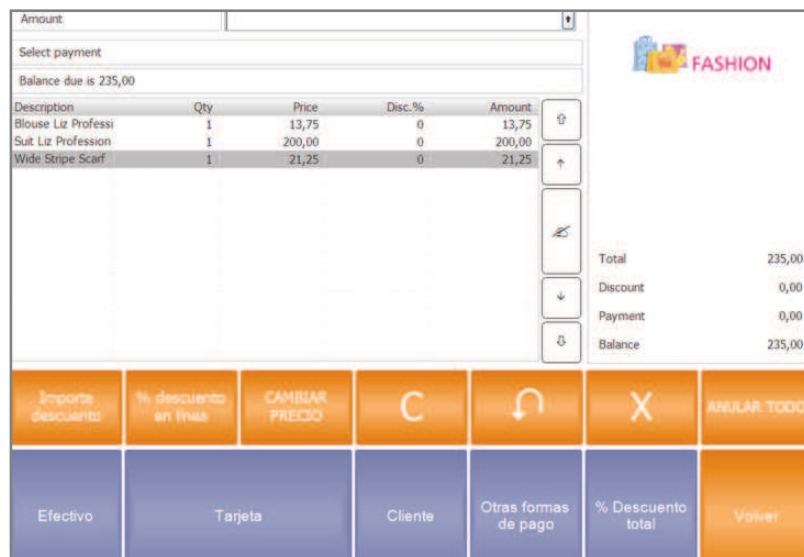 Amount
Select payment
Balance due is 235,00
Description Qty Price Disc.% Amount
Blouse Liz Professi 1 13,75 0 13,75
Suit Liz Profession 1 200,00 0 200,00
Wide Stripe Scarf 1 21,25 0 21,25
FASHION
Total 235,00
Discount 0,00
Payment 0,00
Balance 235,00
Importe
descuento
% descuento
en línea
CAMBIAR
PRECIO
C
X
ANULAR TODO
Efectivo
Tarjeta
Cliente
Otras formas
de pago
% Descuento
total
Volver